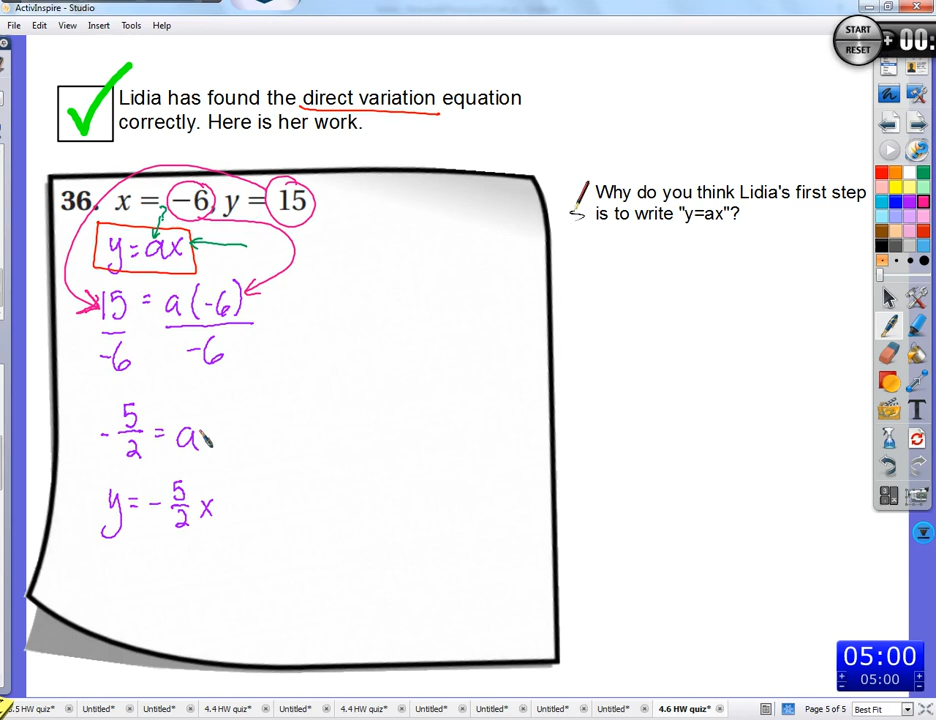 ActivInspire - Studio
File Edit View Insert Tools Help
START
RESET
+ 00:
Lidia has found the direct variation equation
correctly. Here is her work.
36. x = -6, y = 15
?
y = ax
15 = a(-6)
-6 -6
- 5/2 = a
y = - 5/2 x
Why do you think Lidia's first step
is to write "y=ax"?
T
05:00
05:00
.5 HW quiz* Untitled* Untitled* 4.4 HW quiz* Untitled* 4.4 HW quiz* Untitled* Untitled* Untitled* 4.6 HW quiz* Page 5 of 5 Best Fit